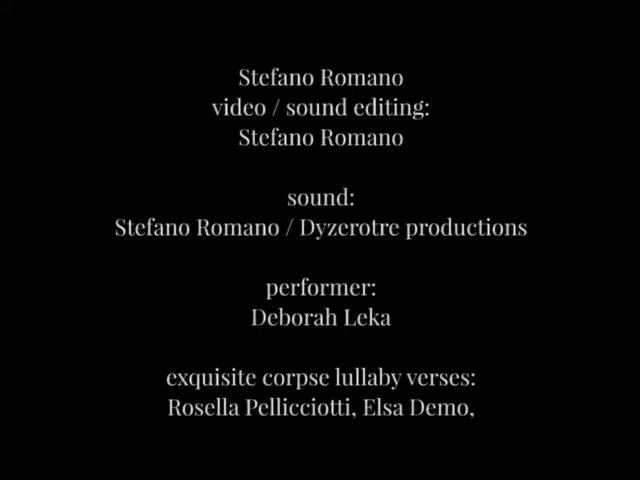 Stefano Romano
video / sound editing:
Stefano Romano
sound:
Stefano Romano / Dyzerotre productions
performer:
Deborah Leka
exquisite corpse lullaby verses:
Rosella Pellicciotti, Elsa Demo,